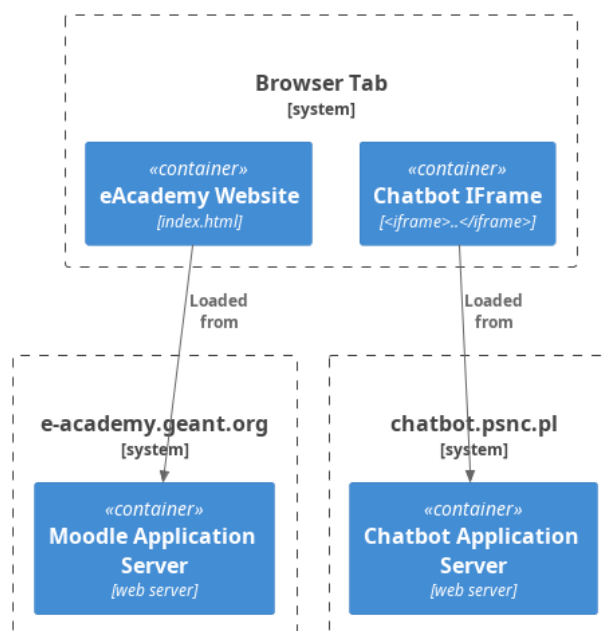 Browser Tab
[system]
«container»
eAcademy Website
[index.html]
«container»
Chatbot IFrame
[<iframe>..</iframe>]
Loaded
from
Loaded
from
e-academy.geant.org
[system]
chatbot.psnc.pl
[system]
«container»
Moodle Application
Server
[web server]
«container»
Chatbot Application
Server
[web server]